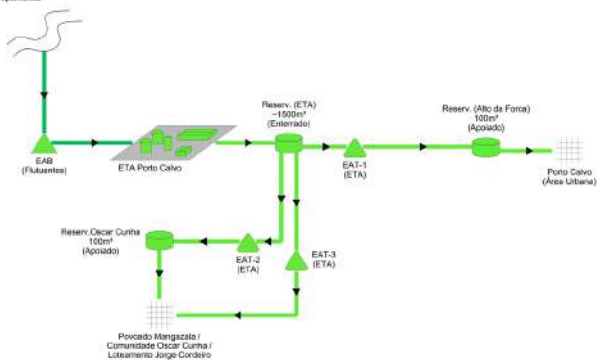 EAB
(Flutuantes)
ETA Porto Calvo
Reserv. (ETA)
~1500m³
(Enterrado)
EAT-1
(ETA)
Reserv. (Alto da Forca)
100m³
(Apoiado)
Porto Calvo
(Área Urbana)
Reserv.Oscar Cunha
100m³
(Apoiado)
EAT-2
(ETA)
EAT-3
(ETA)
Povoado Mangazala /
Comunidade Oscar Cunha /
Loteamento Jorge Cordeiro